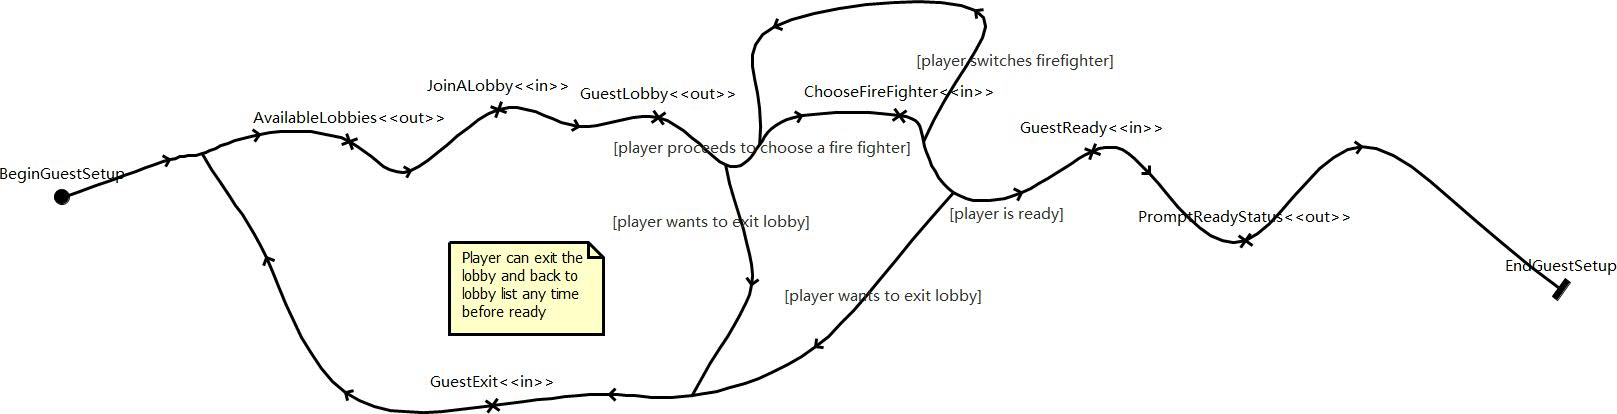 [player switches firefighter]
JoinALobby<<in>>
GuestLobby<<out>>
ChooseFireFighter<<in>>
AvailableLobbies<<out>>
GuestReady<<in>>
[player proceeds to choose a fire fighter]
BeginGuestSetup
[player wants to exit lobby]
[player is ready]
PromptReadyStatus<<out>>
Player can exit the
lobby and back to
lobby list any time
before ready
EndGuestSetup
[player wants to exit lobby]
GuestExit<<in>>